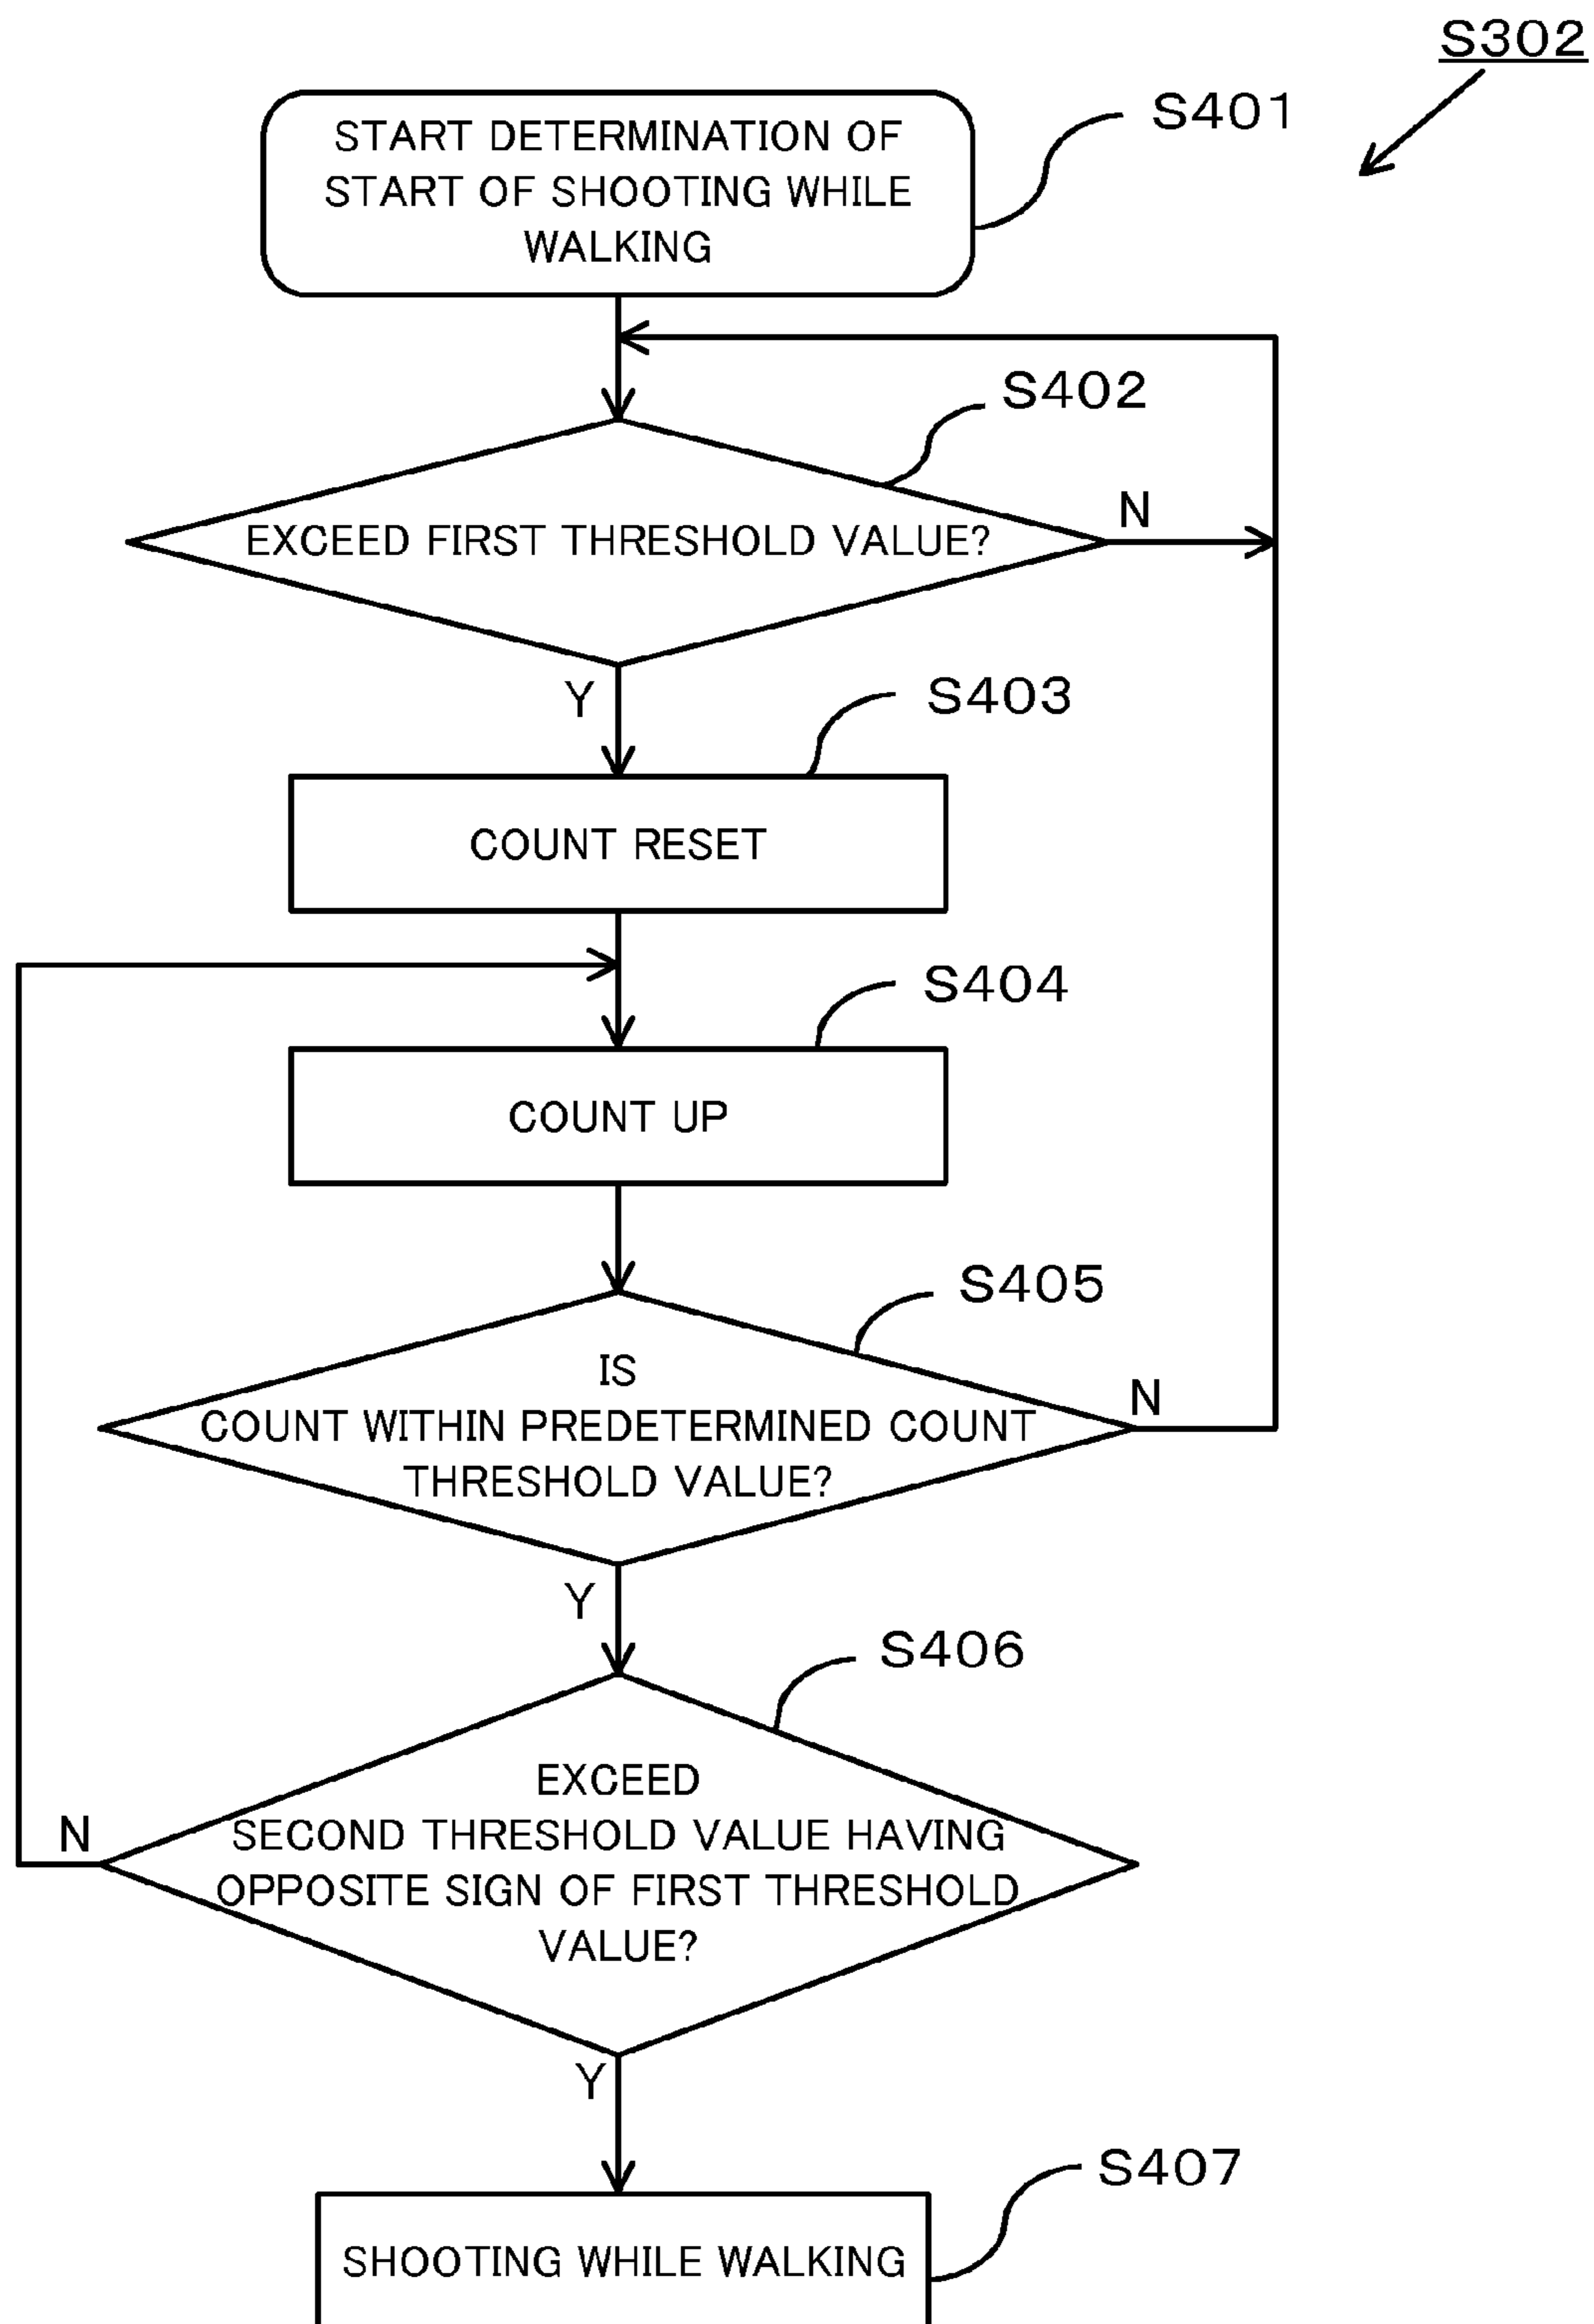 S302
S401
START DETERMINATION OF
START OF SHOOTING WHILE
WALKING
S402
EXCEED FIRST THRESHOLD VALUE?
N
Y
S403
COUNT RESET
S404
COUNT UP
S405
IS
COUNT WITHIN PREDETERMINED COUNT
THRESHOLD VALUE?
N
Y
S406
EXCEED
SECOND THRESHOLD VALUE HAVING
OPPOSITE SIGN OF FIRST THRESHOLD
VALUE?
N
Y
S407
SHOOTING WHILE WALKING